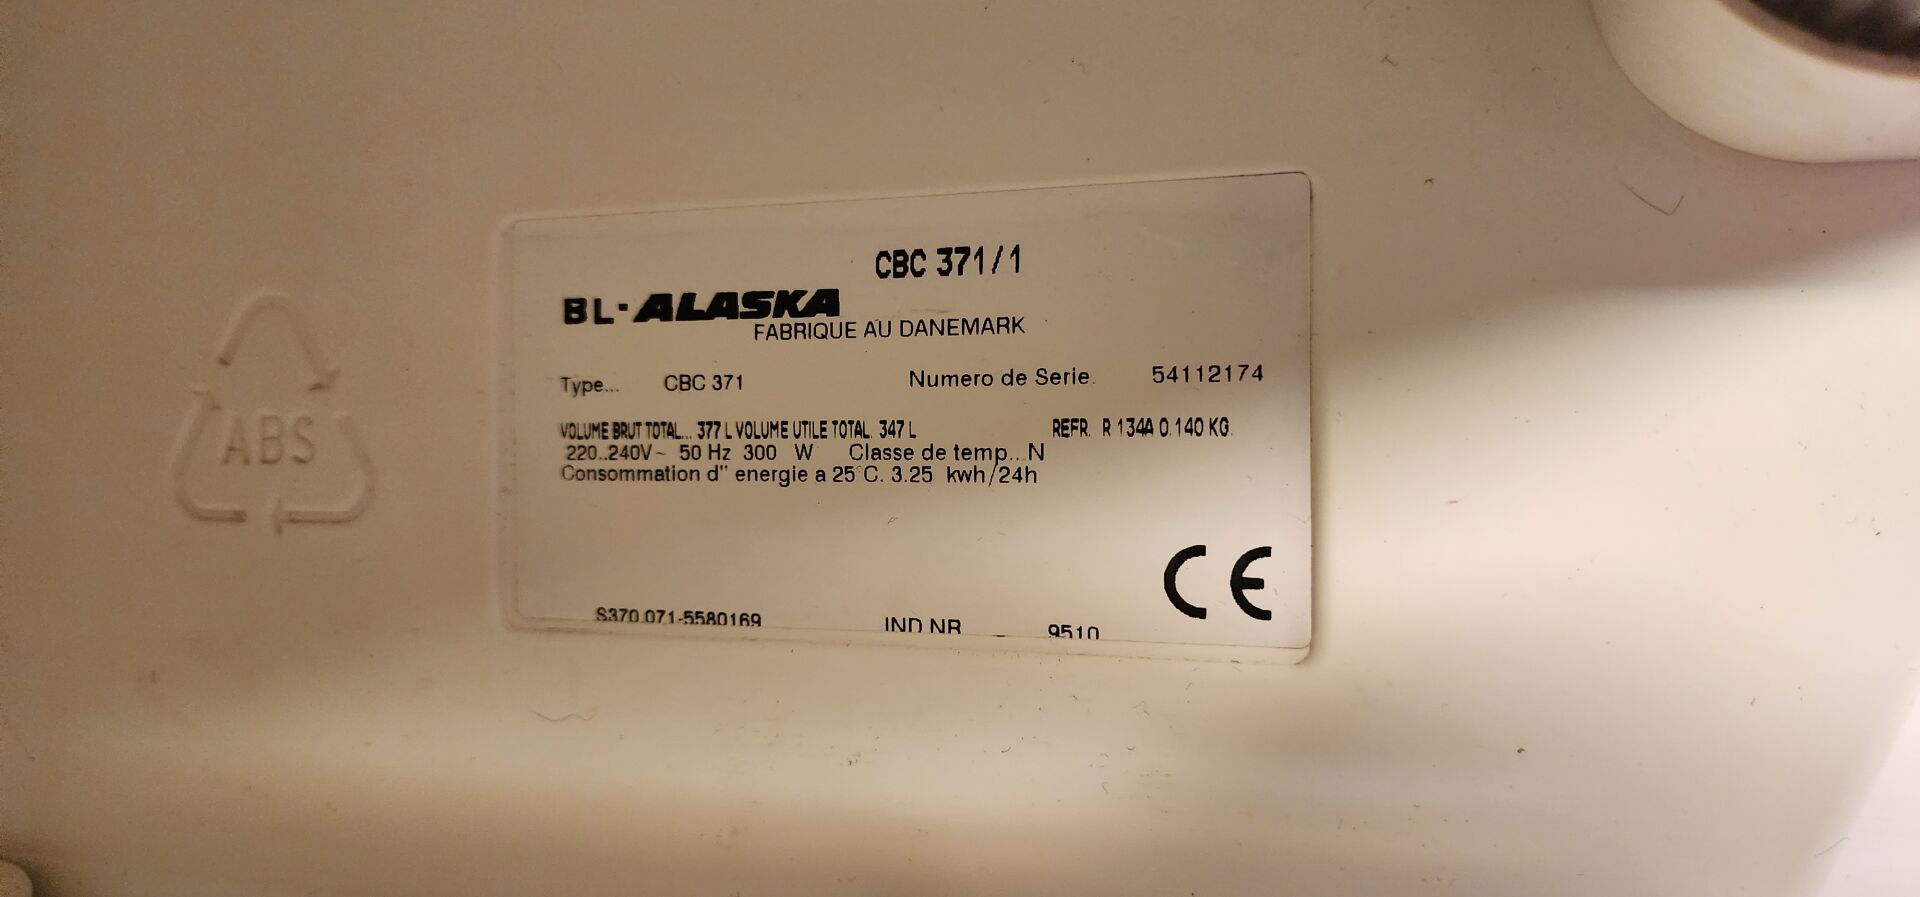 CBC 371/1
BL-ALASKA
FABRIQUE AU DANEMARK
Type... CBC 371 Numero de Serie. 54112174
VOLUME BRUT TOTAL... 377 L VOLUME UTILE TOTAL. 347 L REFR. R 134A 0.140 KG.
220..240V~ 50 Hz 300 W Classe de temp... N
Consommation d" energie a 25°C. 3.25 kwh/24h
CE
S370 071-5580169 IND NR 9510
ABS